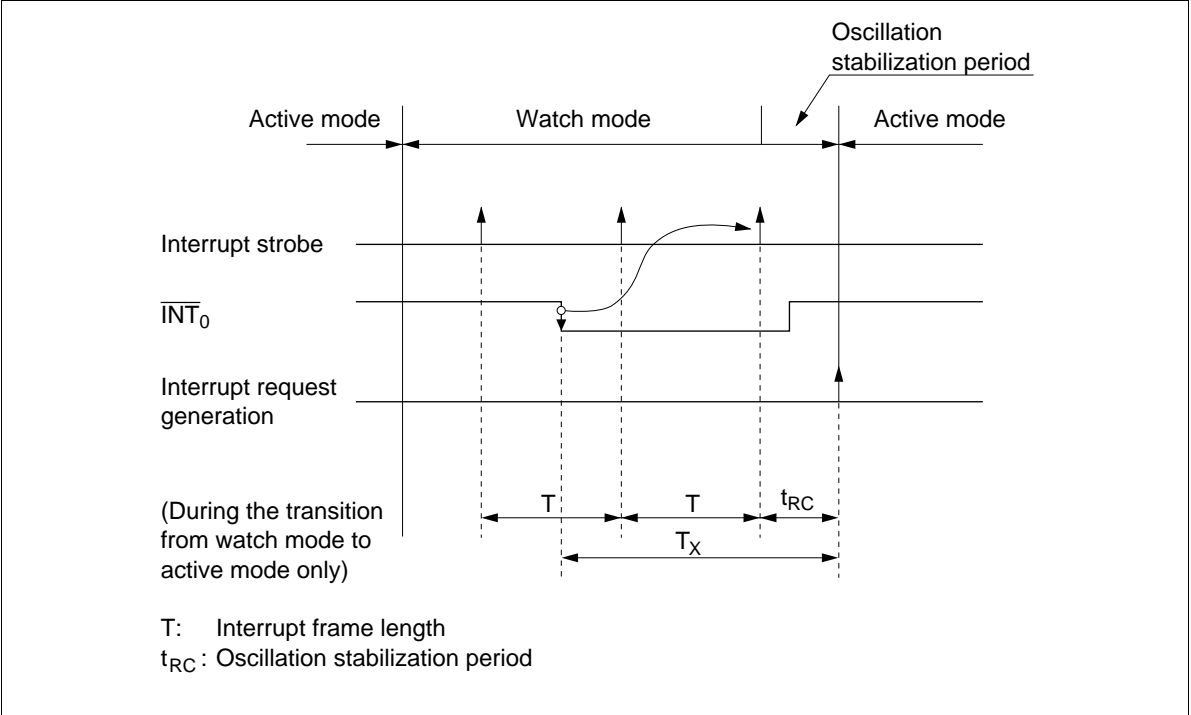 Oscillation
stabilization period
Active mode
Watch mode
Active mode
Interrupt strobe
INT0
Interrupt request
generation
T
T
tRC
TX
(During the transition
from watch mode to
active mode only)
T: Interrupt frame length
tRC : Oscillation stabilization period